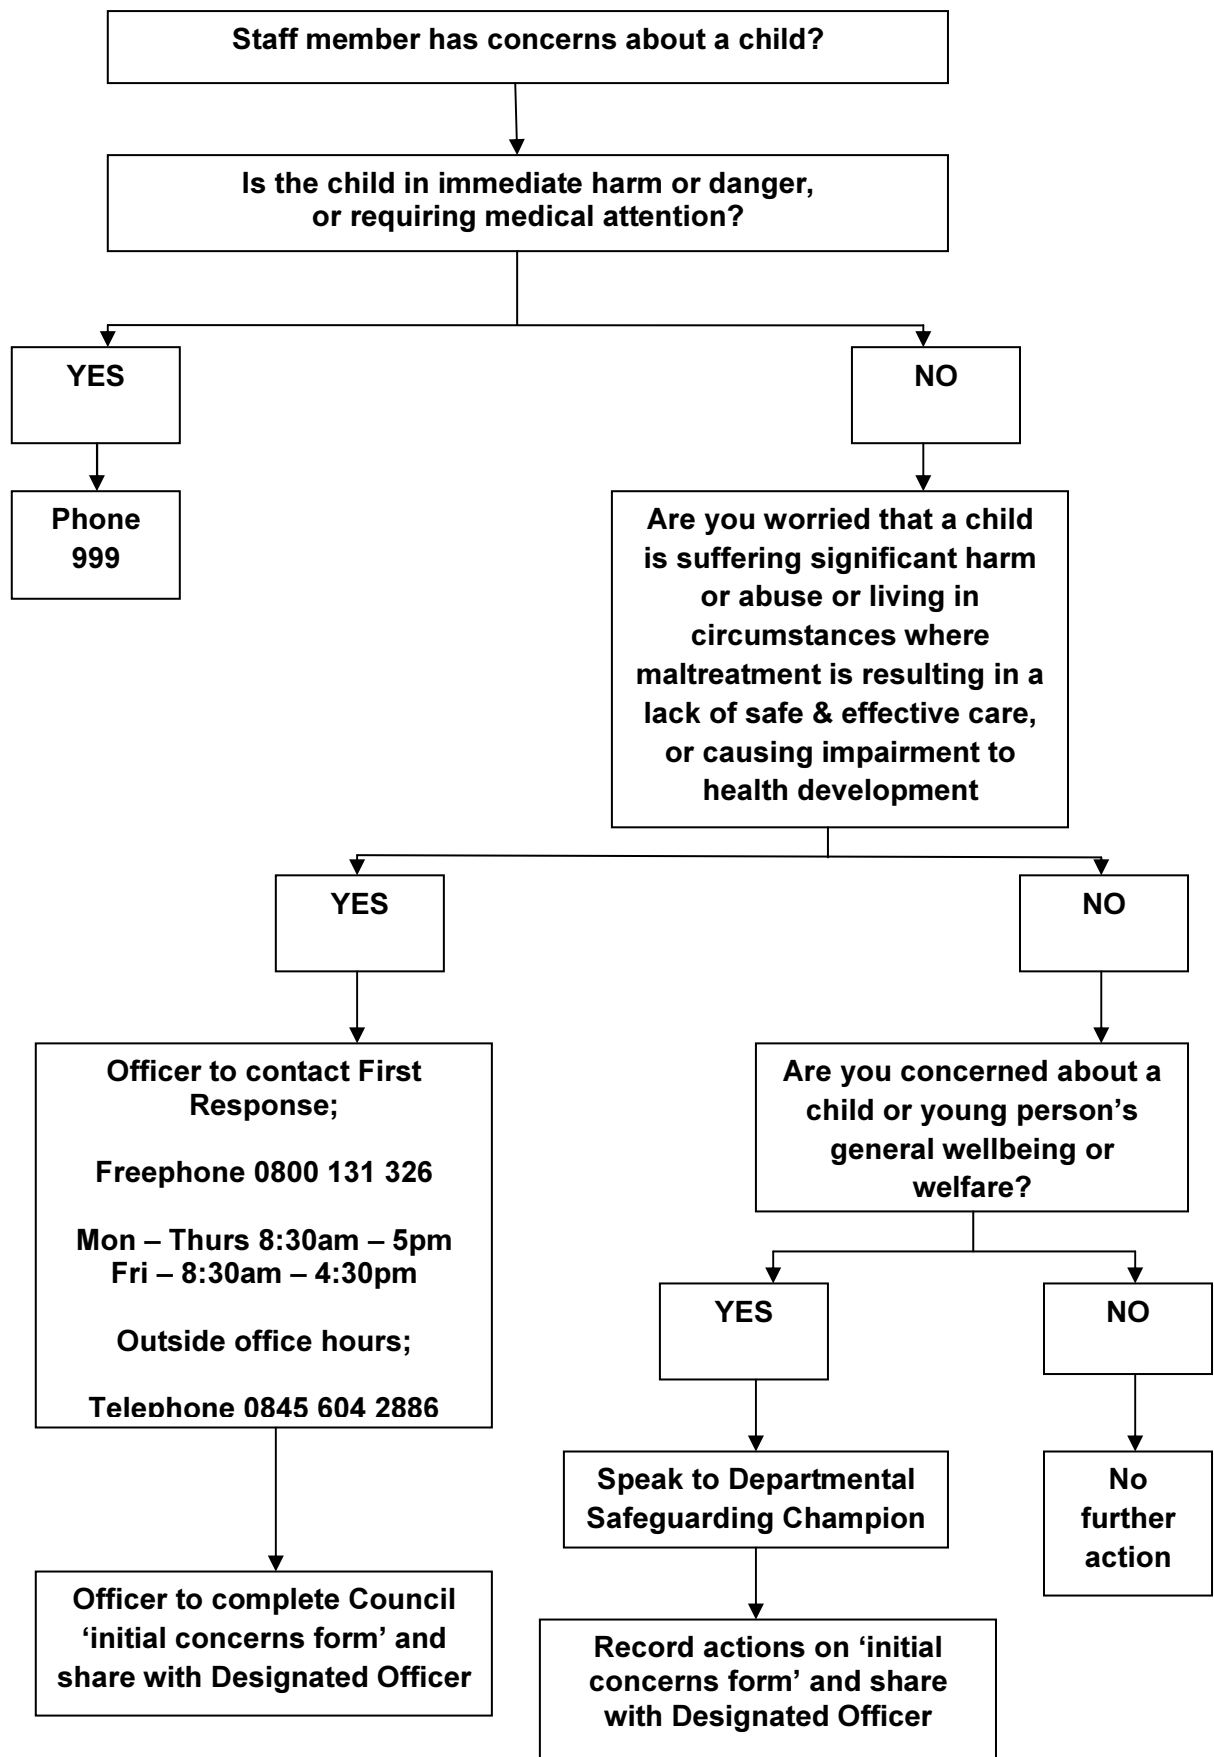 Staff member has concerns about a child?
Is the child in immediate harm or danger,
or requiring medical attention?
YES
NO
Phone
999
Are you worried that a child
is suffering significant harm
or abuse or living in
circumstances where
maltreatment is resulting in a
lack of safe & effective care,
or causing impairment to
health development
YES
NO
Officer to contact First
Response;
Freephone 0800 131 326
Mon – Thurs 8:30am – 5pm
Fri – 8:30am – 4:30pm
Outside office hours;
Telephone 0845 604 2886
Officer to complete Council
‘initial concerns form’ and
share with Designated Officer
Are you concerned about a
child or young person’s
general wellbeing or
welfare?
YES
NO
Speak to Departmental
Safeguarding Champion
No
further
action
Record actions on ‘initial
concerns form’ and share
with Designated Officer